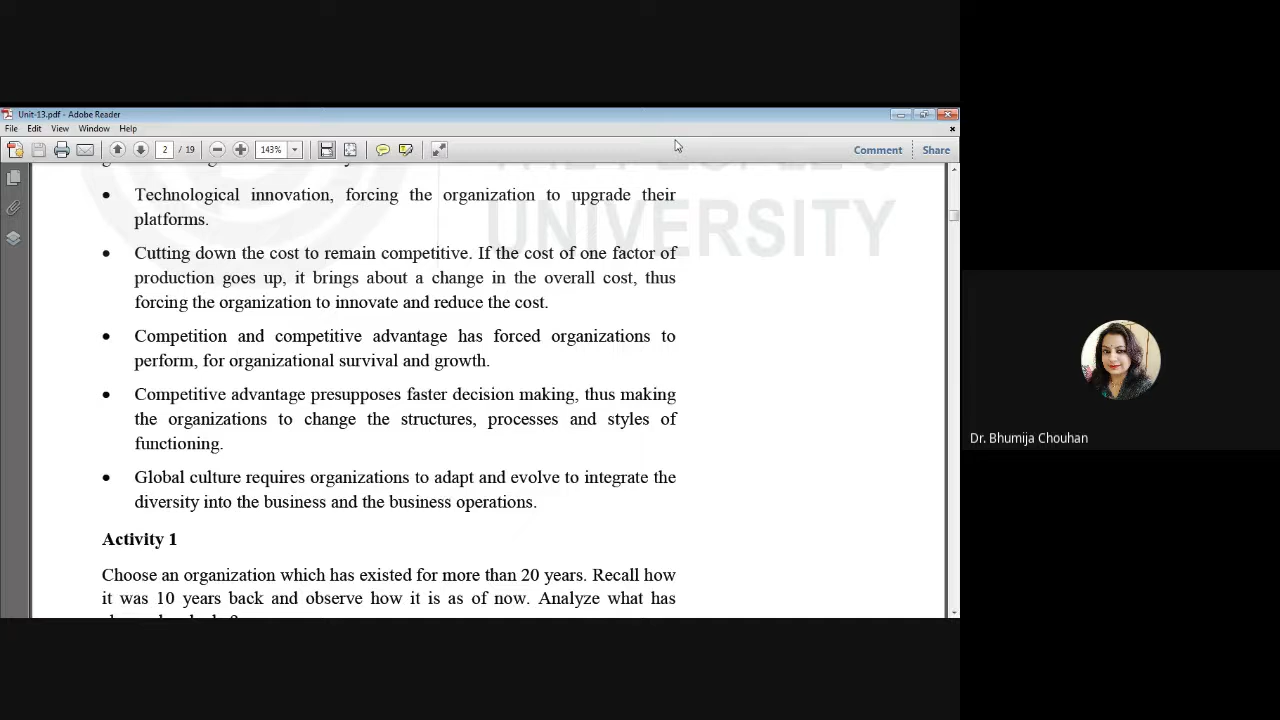 Unit-13.pdf - Adobe Reader
File Edit View Window Help
2 / 19 143% Comment Share
UNIVERSITY
• Technological innovation, forcing the organization to upgrade their
platforms.
• Cutting down the cost to remain competitive. If the cost of one factor of
production goes up, it brings about a change in the overall cost, thus
forcing the organization to innovate and reduce the cost.
• Competition and competitive advantage has forced organizations to
perform, for organizational survival and growth.
• Competitive advantage presupposes faster decision making, thus making
the organizations to change the structures, processes and styles of
functioning.
• Global culture requires organizations to adapt and evolve to integrate the
diversity into the business and the business operations.
Activity 1
Choose an organization which has existed for more than 20 years. Recall how
it was 10 years back and observe how it is as of now. Analyze what has
Dr. Bhumija Chouhan